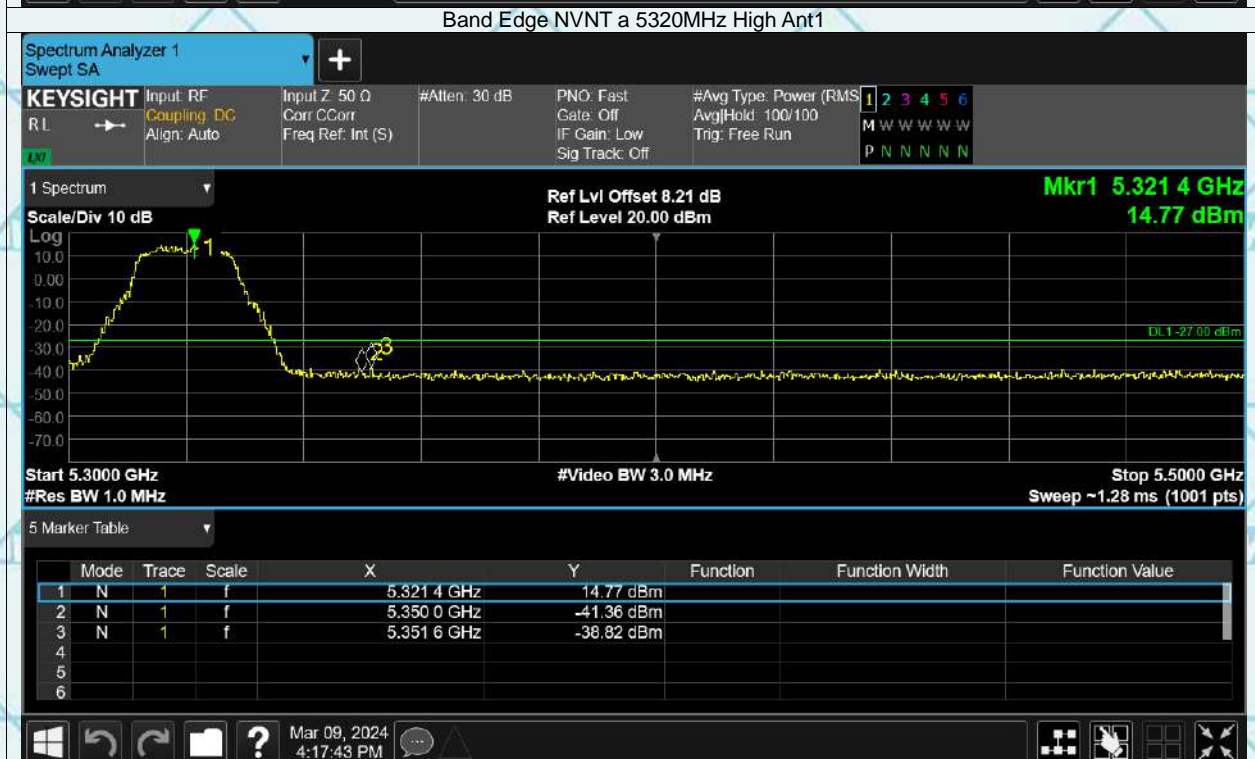 Band Edge NVNT a 5320MHz High Ant1
Spectrum Analyzer 1
Swept SA
+
KEYSIGHT Input: RF Input Z: 50 Ω #Atten: 30 dB PNO: Fast #Avg Type: Power (RMS 1 2 3 4 5 6
RL Coupling: DC Corr CCorr Gate: Off Avg|Hold: 100/100 M W W W W W
Align: Auto Freq Ref: Int (S) IF Gain: Low Trig: Free Run P N N N N N
LXI Sig Track: Off
1 Spectrum Ref Lvl Offset 8.21 dB Mkr1 5.321 4 GHz
Scale/Div 10 dB Ref Level 20.00 dBm 14.77 dBm
Log
1
10.0
0.00
-10.0
-20.0
DL1 -27.00 dBm
-30.0
2 3
-40.0
-50.0
-60.0
-70.0
Start 5.3000 GHz #Video BW 3.0 MHz Stop 5.5000 GHz
#Res BW 1.0 MHz Sweep ~1.28 ms (1001 pts)
5 Marker Table
Mode Trace Scale X Y Function Function Width Function Value
1 N 1 f 5.321 4 GHz 14.77 dBm
2 N 1 f 5.350 0 GHz -41.36 dBm
3 N 1 f 5.351 6 GHz -38.82 dBm
4
5
6
? Mar 09, 2024
4:17:43 PM